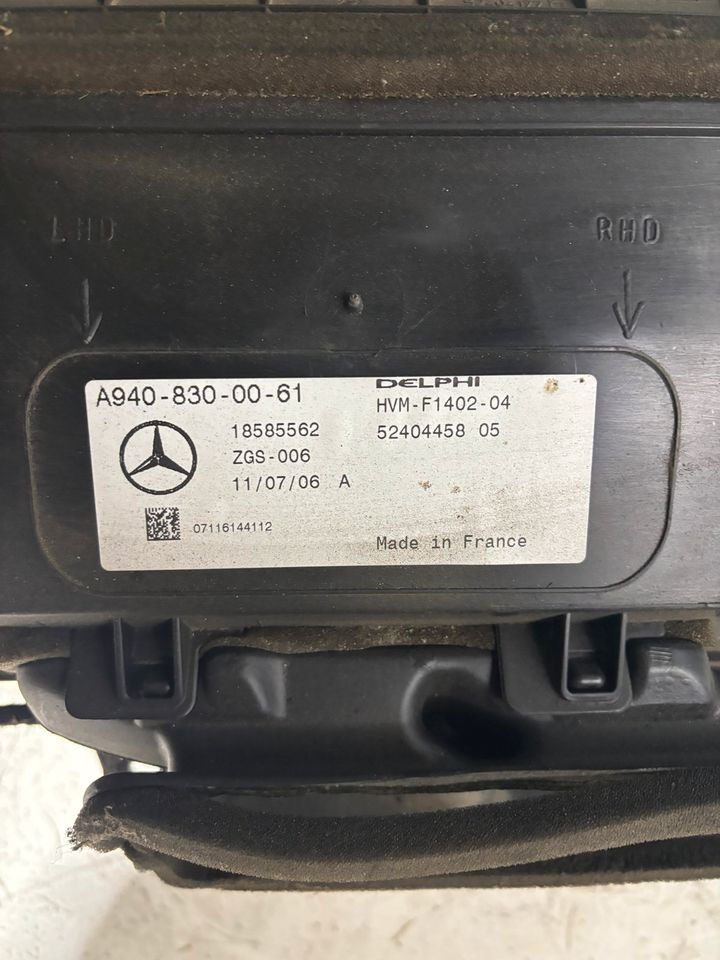 LHD
RHD
A940-830-00-61
DELPHI
HVM-F1402-04
18585562
52404458 05
ZGS-006
11/07/06 A
07116144112
Made in France